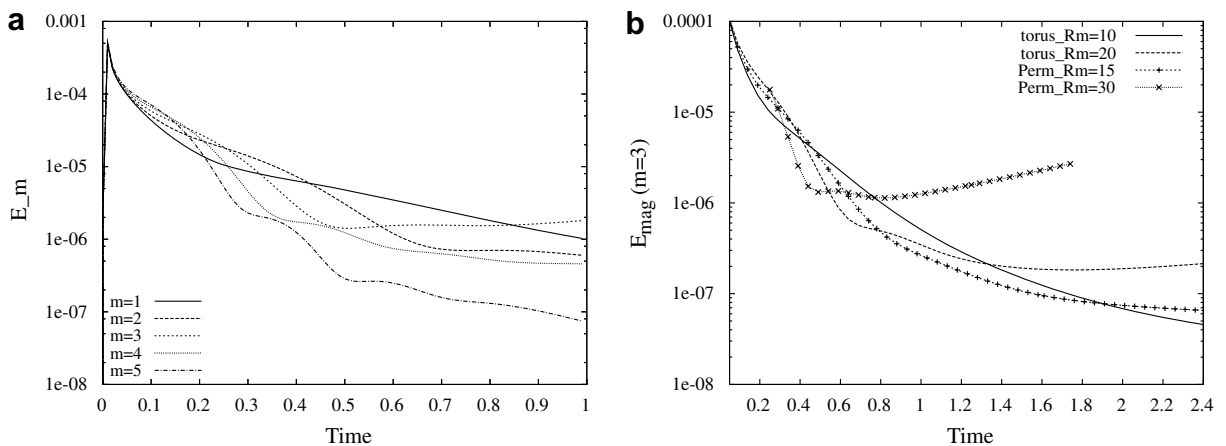 a
0.001
1e-04
1e-05
1e-06
1e-07
1e-08
E_m
m=1
m=2
m=3
m=4
m=5
0 0.1 0.2 0.3 0.4 0.5 0.6 0.7 0.8 0.9 1
Time
b
0.0001
1e-05
1e-06
1e-07
1e-08
E_mag (m=3)
torus_Rm=10
torus_Rm=20
Perm_Rm=15
Perm_Rm=30
0.2 0.4 0.6 0.8 1 1.2 1.4 1.6 1.8 2 2.2 2.4
Time